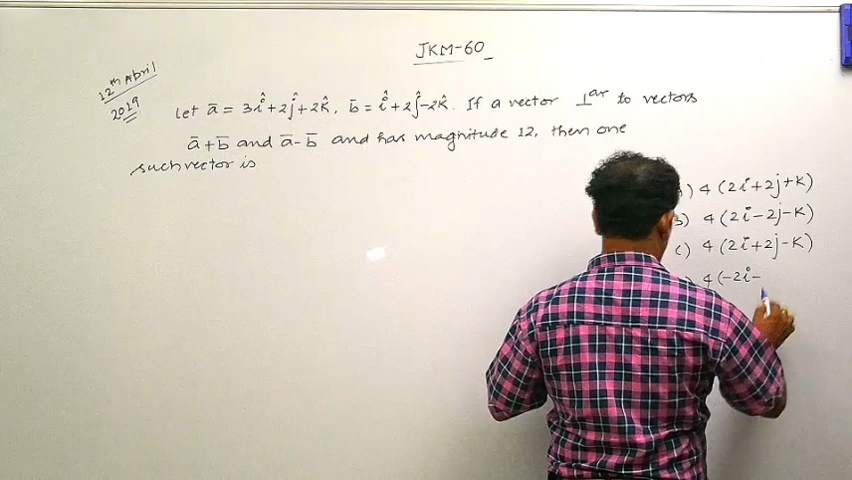 JKM-60
12th April
2019
Let a̅ = 3î+2ĵ+2k̂, b̅ = î+2ĵ-2k̂. If a vector ⊥ar to vectors
a̅+b̅ and a̅-b̅ and has magnitude 12, then one
such vector is
) 4(2i+2j+k)
B) 4(2i-2j-k)
C) 4(2i+2j-k)
4(-2i-